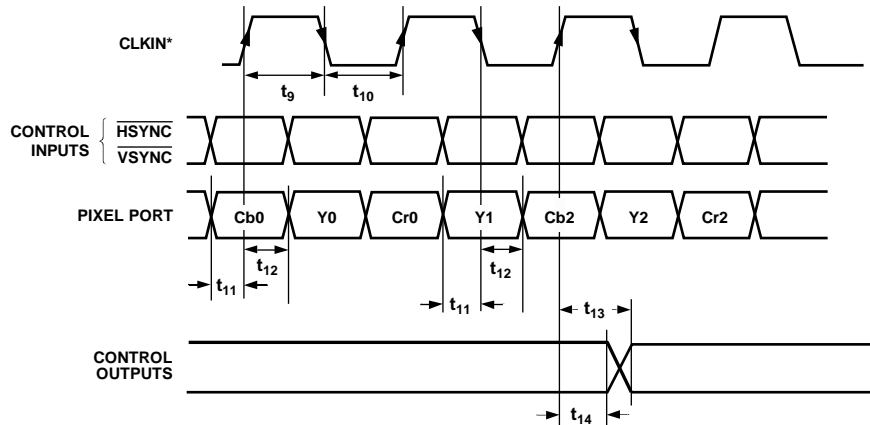 CLKIN*
t9 t10
CONTROL INPUTS
HSYNC
VSYNC
PIXEL PORT
Cb0 Y0 Cr0 Y1 Cb2 Y2 Cr2
t12 t12
t11 t11
t13
CONTROL OUTPUTS
t14